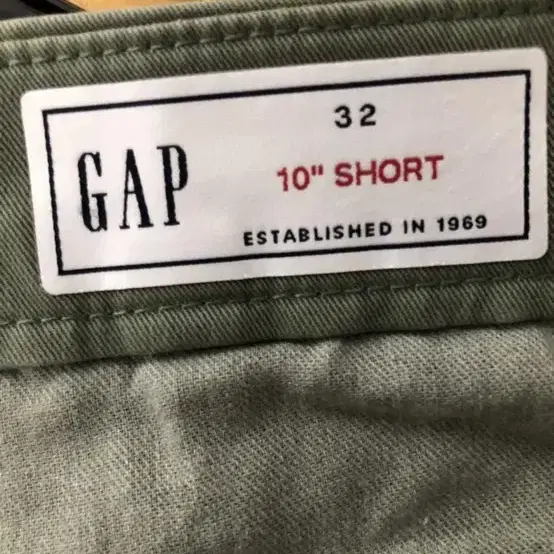 32
GAP
10" SHORT
ESTABLISHED IN 1969